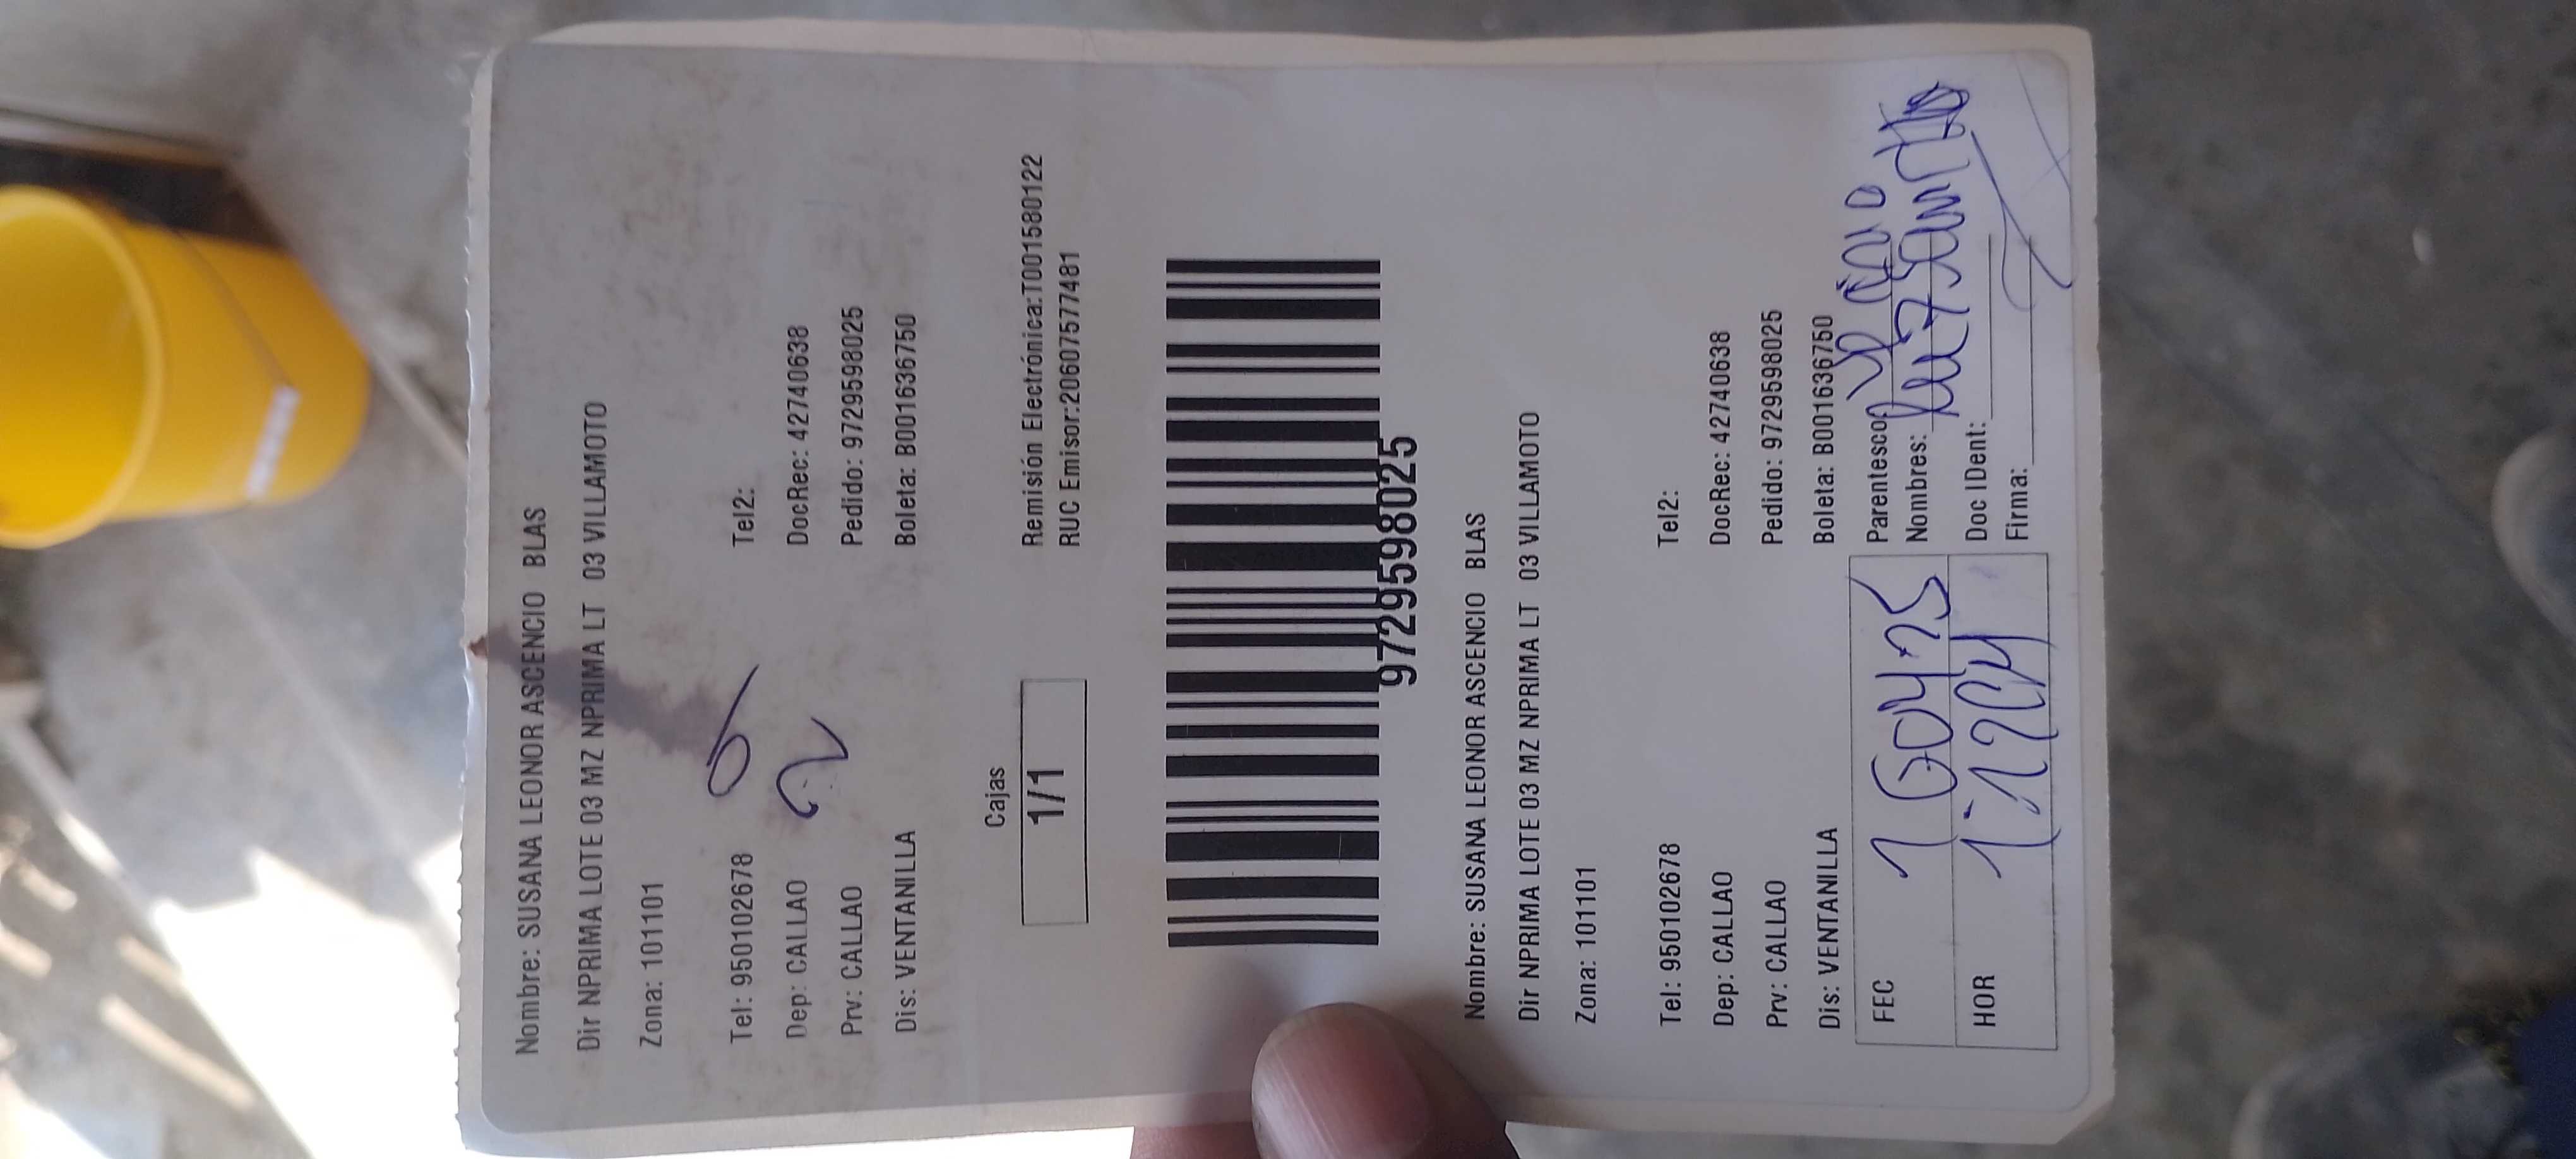 Nombre: SUSANA LEONOR ASCENCIO BLAS
Dir NPRIMA LOTE 03 MZ NPRIMA LT 03 VILLAMOTO
Zona: 101101
Tel: 950102678 Tel2:
Dep: CALLAO DocRec: 42740638
Prv: CALLAO Pedido: 9729598025
Dis: VENTANILLA Boleta: B001636750
Cajas
1/1
Remisión Electrónica:T001580122
RUC Emisor:20607577481
9729598025
Nombre: SUSANA LEONOR ASCENCIO BLAS
Dir NPRIMA LOTE 03 MZ NPRIMA LT 03 VILLAMOTO
Zona: 101101
Tel: 950102678 Tel2:
Dep: CALLAO DocRec: 42740638
Prv: CALLAO Pedido: 9729598025
Dis: VENTANILLA Boleta: B001636750
FEC Parentesco:
Nombres:
HOR Doc IDent:
Firma: